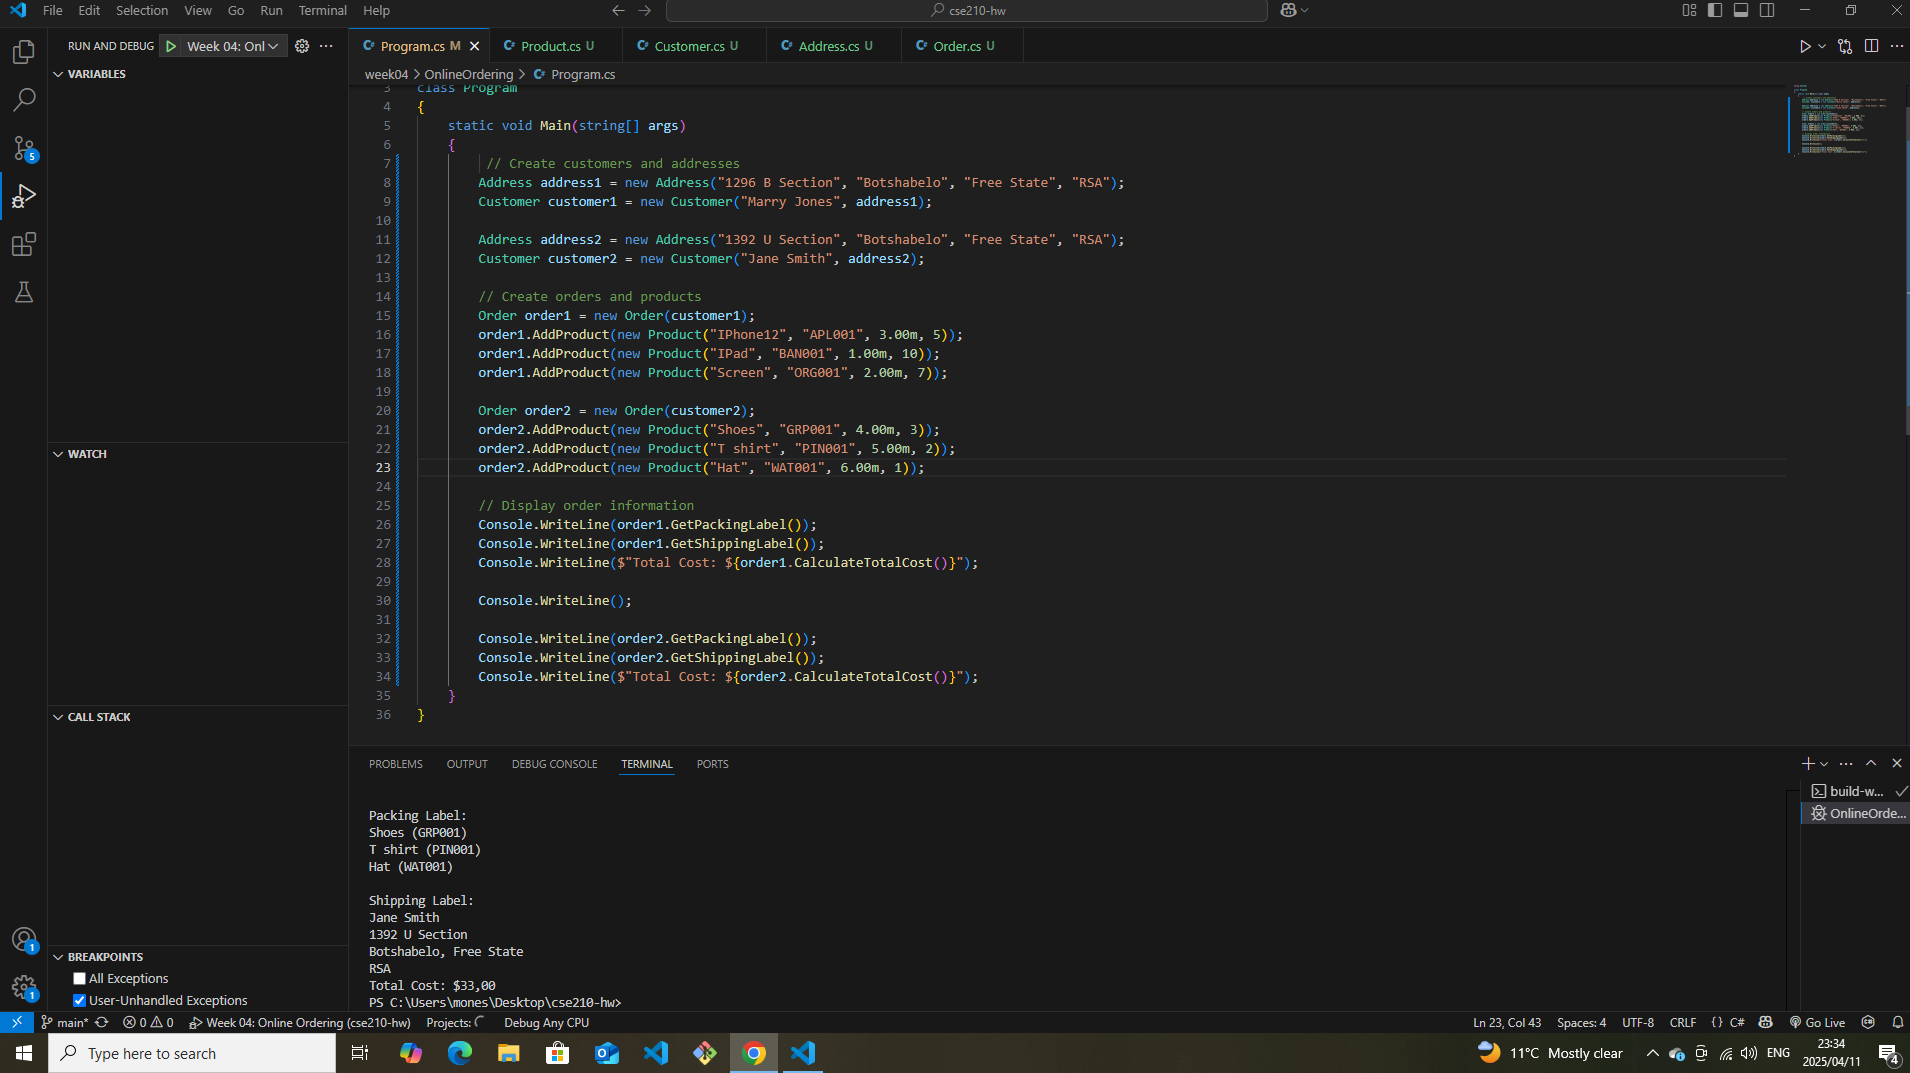 File Edit Selection View Go Run Terminal Help
cse210-hw
RUN AND DEBUG
Week 04: Onl
Program.cs M
Product.cs U
Customer.cs U
Address.cs U
Order.cs U
VARIABLES
week04 > OnlineOrdering > Program.cs
3 class Program
4 {
5 static void Main(string[] args)
6 {
7 // Create customers and addresses
8 Address address1 = new Address("1296 B Section", "Botshabelo", "Free State", "RSA");
9 Customer customer1 = new Customer("Marry Jones", address1);
10
11 Address address2 = new Address("1392 U Section", "Botshabelo", "Free State", "RSA");
12 Customer customer2 = new Customer("Jane Smith", address2);
13
14 // Create orders and products
15 Order order1 = new Order(customer1);
16 order1.AddProduct(new Product("IPhone12", "APL001", 3.00m, 5));
17 order1.AddProduct(new Product("IPad", "BAN001", 1.00m, 10));
18 order1.AddProduct(new Product("Screen", "ORG001", 2.00m, 7));
19
20 Order order2 = new Order(customer2);
21 order2.AddProduct(new Product("Shoes", "GRP001", 4.00m, 3));
22 order2.AddProduct(new Product("T shirt", "PIN001", 5.00m, 2));
23 order2.AddProduct(new Product("Hat", "WAT001", 6.00m, 1));
24
25 // Display order information
26 Console.WriteLine(order1.GetPackingLabel());
27 Console.WriteLine(order1.GetShippingLabel());
28 Console.WriteLine($"Total Cost: ${order1.CalculateTotalCost()}");
29
30 Console.WriteLine();
31
32 Console.WriteLine(order2.GetPackingLabel());
33 Console.WriteLine(order2.GetShippingLabel());
34 Console.WriteLine($"Total Cost: ${order2.CalculateTotalCost()}");
35 }
36 }
WATCH
CALL STACK
BREAKPOINTS
All Exceptions
User-Unhandled Exceptions
5
1
1
PROBLEMS OUTPUT DEBUG CONSOLE TERMINAL PORTS
build-w...
OnlineOrde...
Packing Label:
Shoes (GRP001)
T shirt (PIN001)
Hat (WAT001)
Shipping Label:
Jane Smith
1392 U Section
Botshabelo, Free State
RSA
Total Cost: $33,00
PS C:\Users\mones\Desktop\cse210-hw>
main* 0 0 Week 04: Online Ordering (cse210-hw) Projects: Debug Any CPU
Ln 23, Col 43 Spaces: 4 UTF-8 CRLF {} C# Go Live
Type here to search
11°C Mostly clear
ENG
23:34
2025/04/11
4